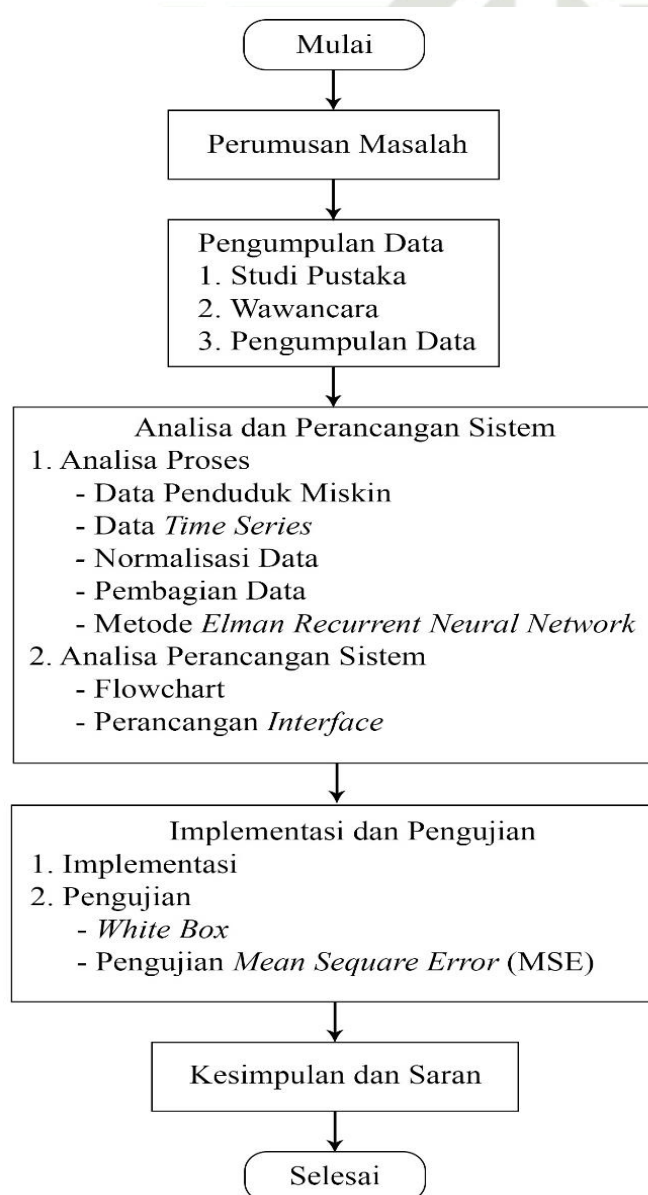 Mulai
Perumusan Masalah
Pengumpulan Data
1. Studi Pustaka
2. Wawancara
3. Pengumpulan Data
Analisa dan Perancangan Sistem
1. Analisa Proses
- Data Penduduk Miskin
- Data Time Series
- Normalisasi Data
- Pembagian Data
- Metode Elman Recurrent Neural Network
2. Analisa Perancangan Sistem
- Flowchart
- Perancangan Interface
Implementasi dan Pengujian
1. Implementasi
2. Pengujian
- White Box
- Pengujian Mean Sequare Error (MSE)
Kesimpulan dan Saran
Selesai